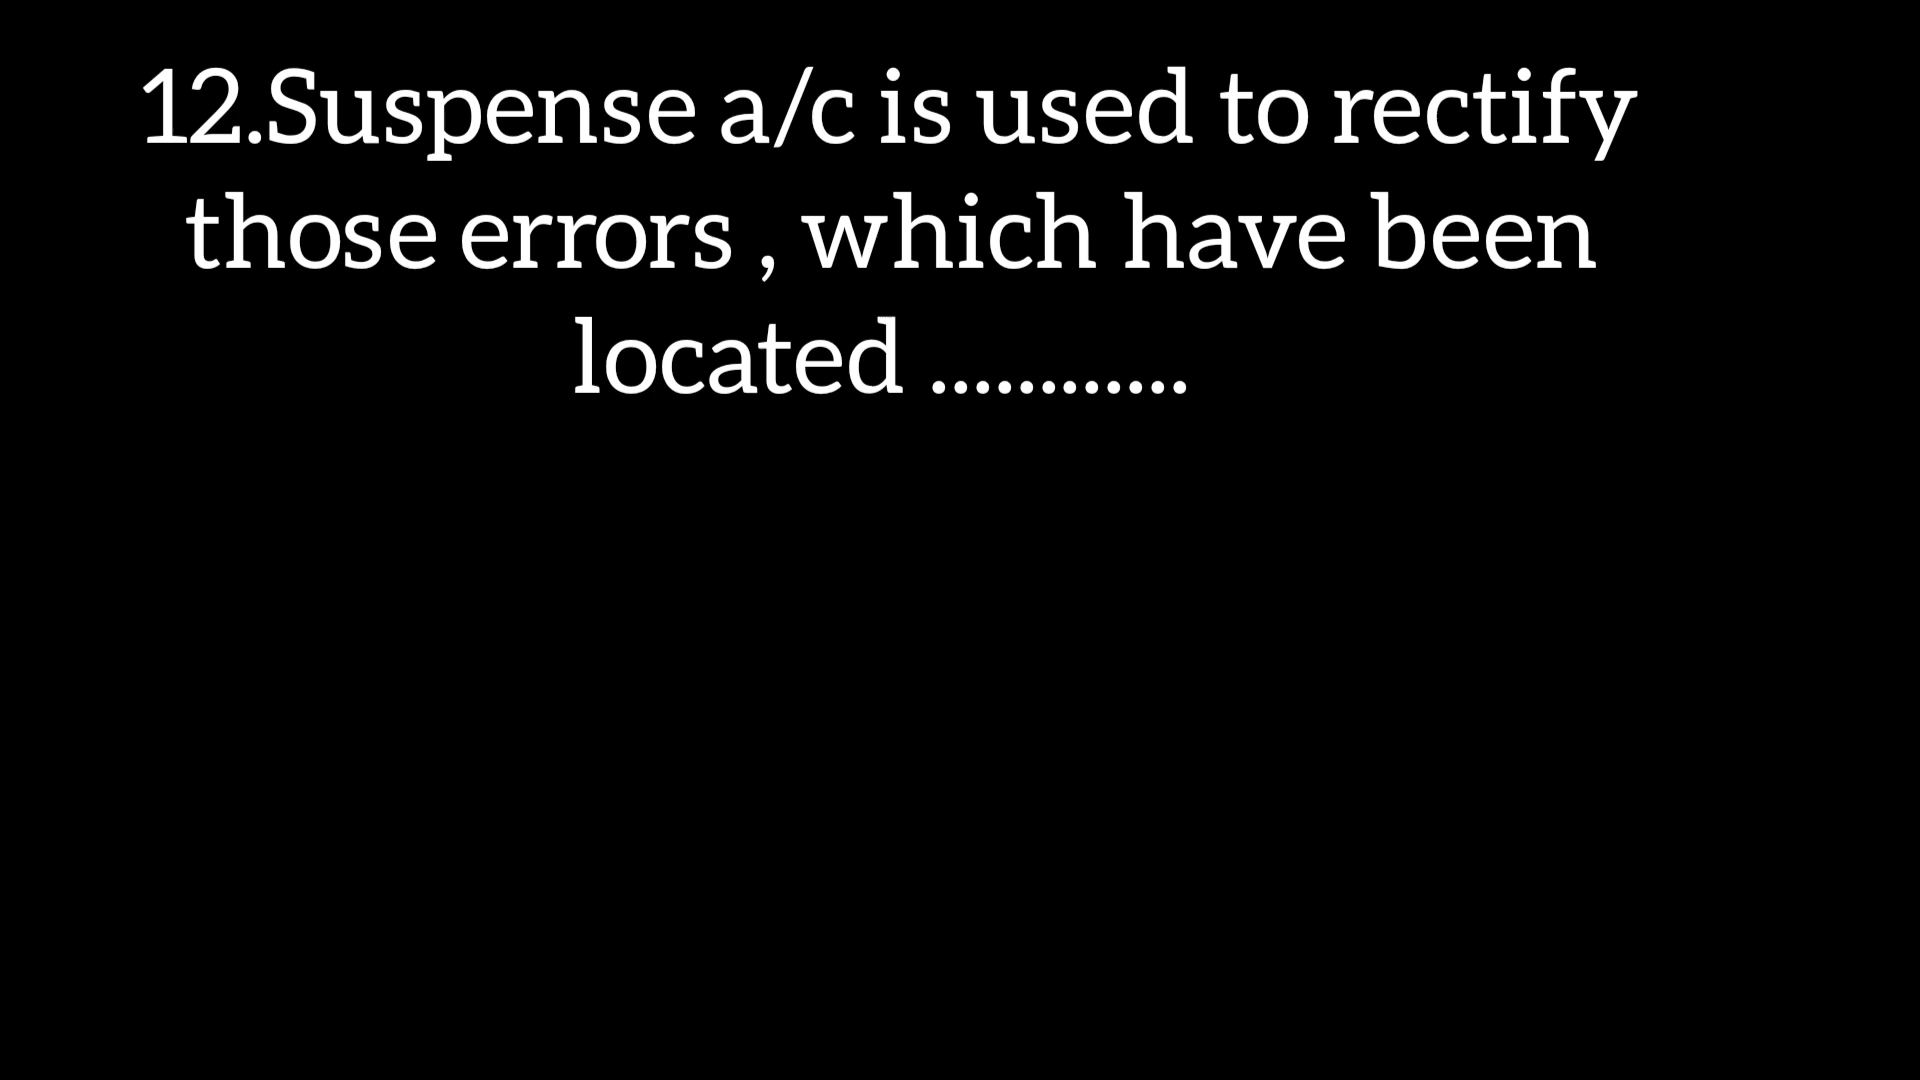 12.Suspense a/c is used to rectify
those errors , which have been
located ............